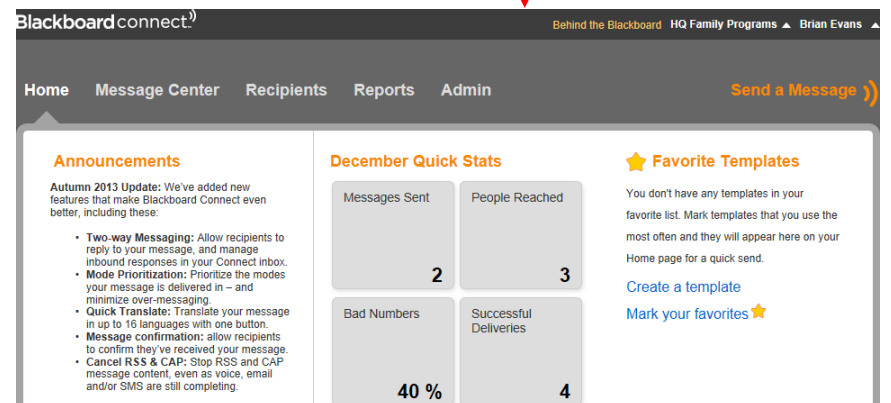 Blackboard connect.
Behind the Blackboard HQ Family Programs Brian Evans
Home Message Center Recipients Reports Admin Send a Message
Announcements
Autumn 2013 Update: We've added new
features that make Blackboard Connect even
better, including these:
• Two-way Messaging: Allow recipients to
reply to your message, and manage
inbound responses in your Connect inbox.
• Mode Prioritization: Prioritize the modes
your message is delivered in – and
minimize over-messaging.
• Quick Translate: Translate your message
in up to 16 languages with one button.
• Message confirmation: allow recipients
to confirm they've received your message.
• Cancel RSS & CAP: Stop RSS and CAP
message content, even as voice, email
and/or SMS are still completing.
December Quick Stats
Messages Sent
2
People Reached
3
Bad Numbers
40 %
Successful
Deliveries
4
Favorite Templates
You don't have any templates in your
favorite list. Mark templates that you use the
most often and they will appear here on your
Home page for a quick send.
Create a template
Mark your favorites